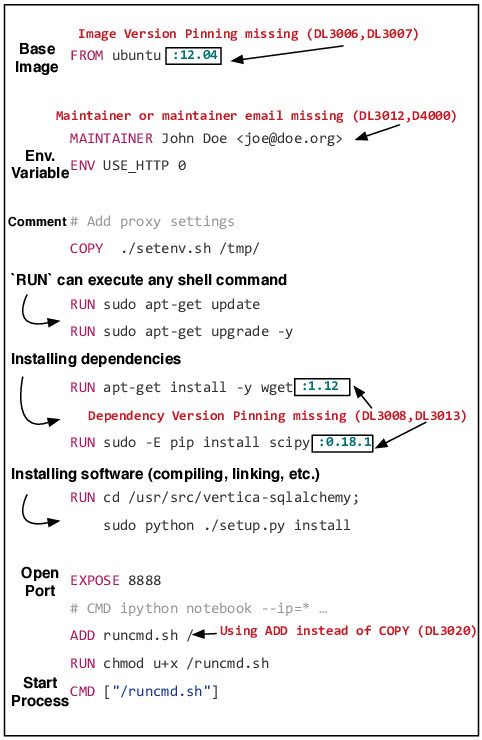 Image Version Pinning missing (DL3006,DL3007)
Base Image
FROM ubuntu :12.04
Maintainer or maintainer email missing (DL3012,D4000)
MAINTAINER John Doe <joe@doe.org>
Env. Variable
ENV USE_HTTP 0
Comment # Add proxy settings
COPY ./setenv.sh /tmp/
`RUN` can execute any shell command
RUN sudo apt-get update
RUN sudo apt-get upgrade -y
Installing dependencies
RUN apt-get install -y wget :1.12
Dependency Version Pinning missing (DL3008,DL3013)
RUN sudo -E pip install scipy :0.18.1
Installing software (compiling, linking, etc.)
RUN cd /usr/src/vertica-sqlalchemy;
sudo python ./setup.py install
Open Port
EXPOSE 8888
# CMD ipython notebook --ip=* …
ADD runcmd.sh / Using ADD instead of COPY (DL3020)
RUN chmod u+x /runcmd.sh
Start Process
CMD ["/runcmd.sh"]